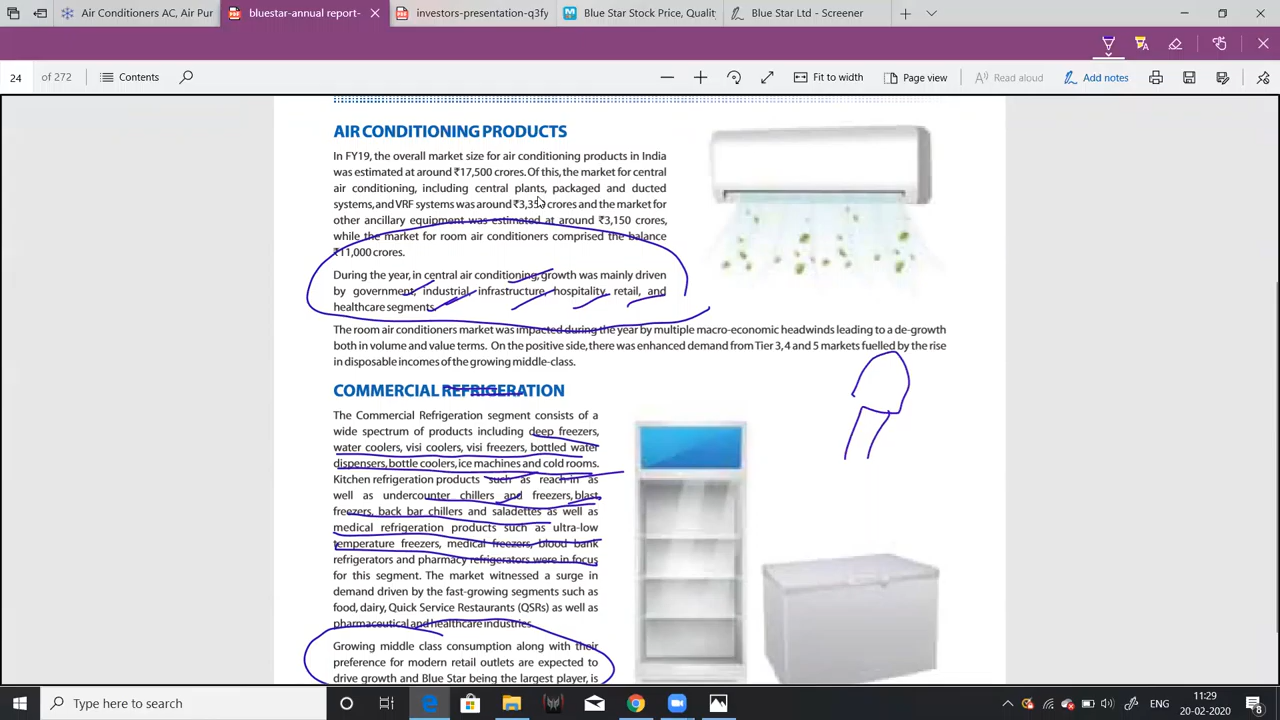 Air Conditioners AC, Air Pur
bluestar-annual report-
investors-presentation-q3fy
Blue Star Stock Price, Qualit
Blue Star Ltd - Screener
24 of 272
Contents
Fit to width
Page view
Read aloud
Add notes
AIR CONDITIONING PRODUCTS
In FY19, the overall market size for air conditioning products in India
was estimated at around ₹17,500 crores. Of this, the market for central
air conditioning, including central plants, packaged and ducted
systems, and VRF systems was around crores and the market for
other ancillary equipment was estimated at around ₹3,150 crores,
while the market for room air conditioners comprised the balance
₹11,000 crores.
During the year, in central air conditioning, growth was mainly driven
by government, industrial, infrastructure, hospitality, retail, and
healthcare segments.
The room air conditioners market was impacted during the year by multiple macro-economic headwinds leading to a de-growth
both in volume and value terms. On the positive side, there was enhanced demand from Tier 3, 4 and 5 markets fuelled by the rise
in disposable incomes of the growing middle-class.
COMMERCIAL REFRIGERATION
The Commercial Refrigeration segment consists of a
wide spectrum of products including deep freezers,
water coolers, visi coolers, visi freezers, bottled water
dispensers, bottle coolers, ice machines and cold rooms.
Kitchen refrigeration products such as reach-in as
well as undercounter chillers and freezers, blast
freezers, back bar chillers and saladettes as well as
medical refrigeration products such as ultra-low
temperature freezers, medical freezers, blood bank
refrigerators and pharmacy refrigerators were in focus
for this segment. The market witnessed a surge in
demand driven by the fast-growing segments such as
food, dairy, Quick Service Restaurants (QSRs) as well as
pharmaceutical and healthcare industries.
Growing middle class consumption along with their
preference for modern retail outlets are expected to
drive growth and Blue Star being the largest player, is
Type here to search
ENG
11:29
20-02-2020
8